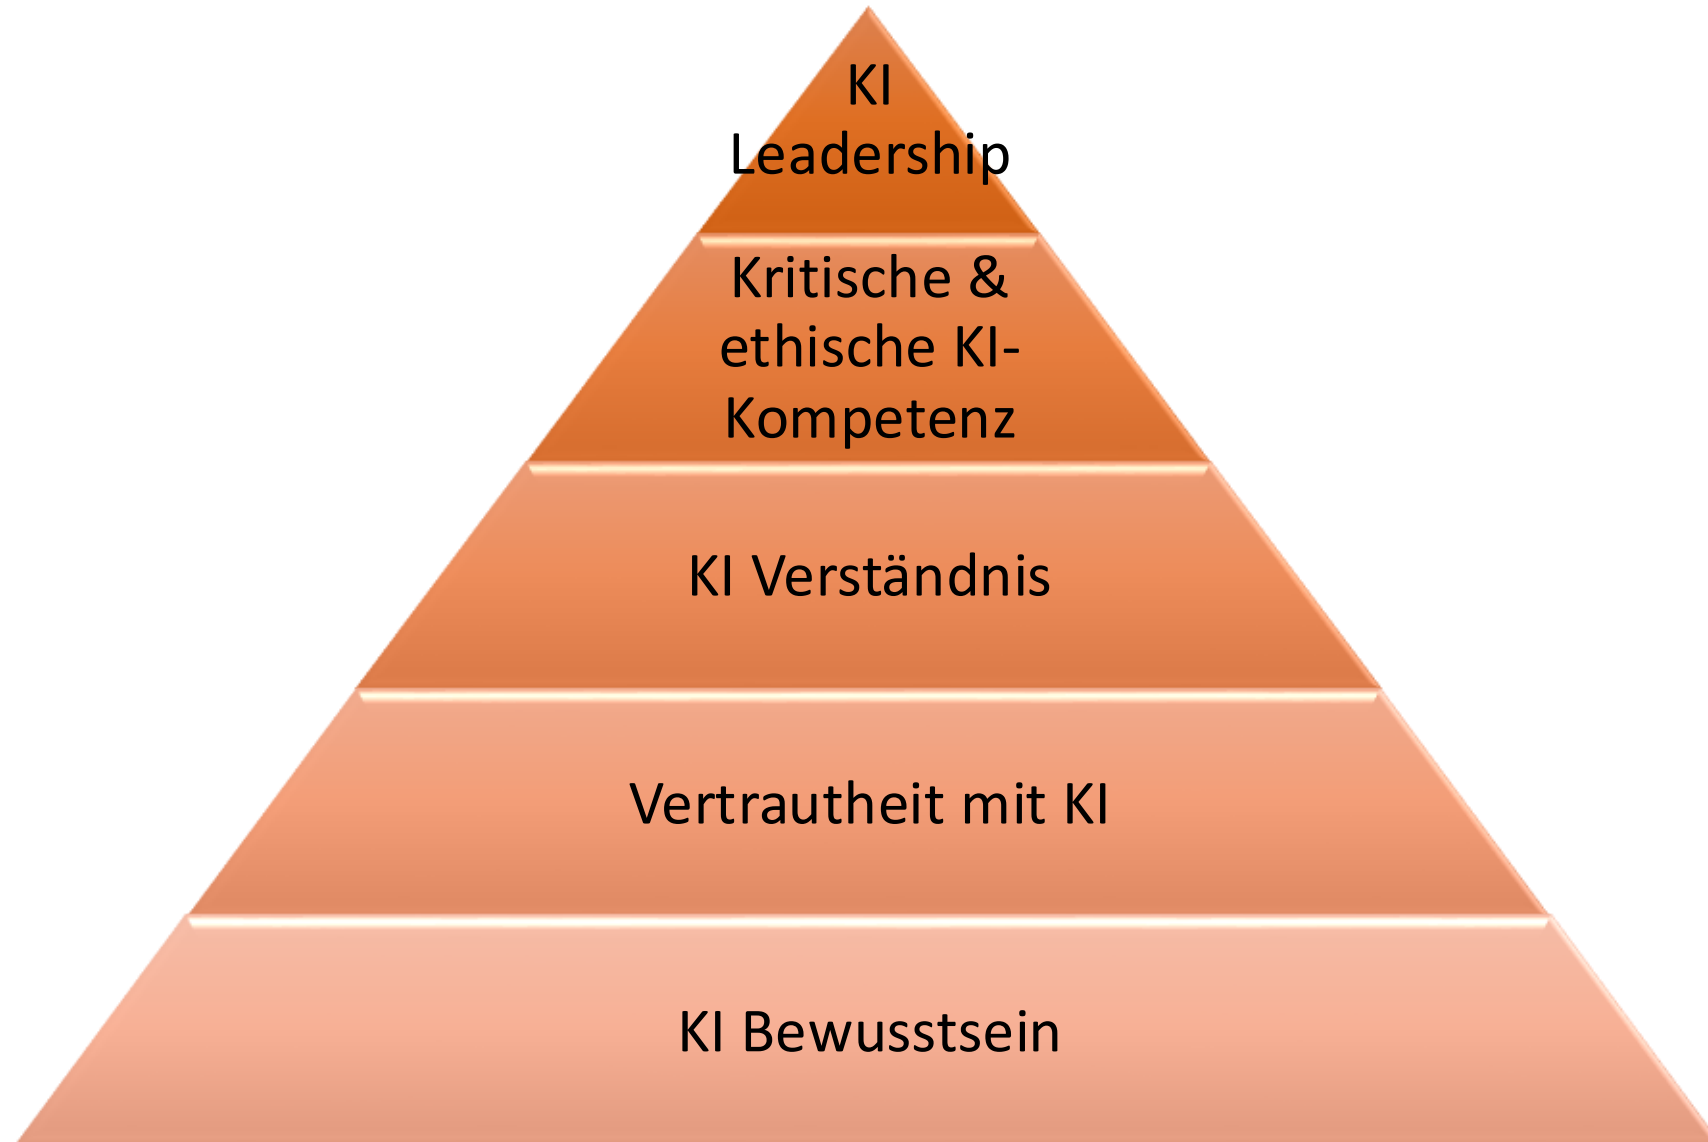 KI
Leadership
Kritische &
ethische KI-
Kompetenz
KI Verständnis
Vertrautheit mit KI
KI Bewusstsein